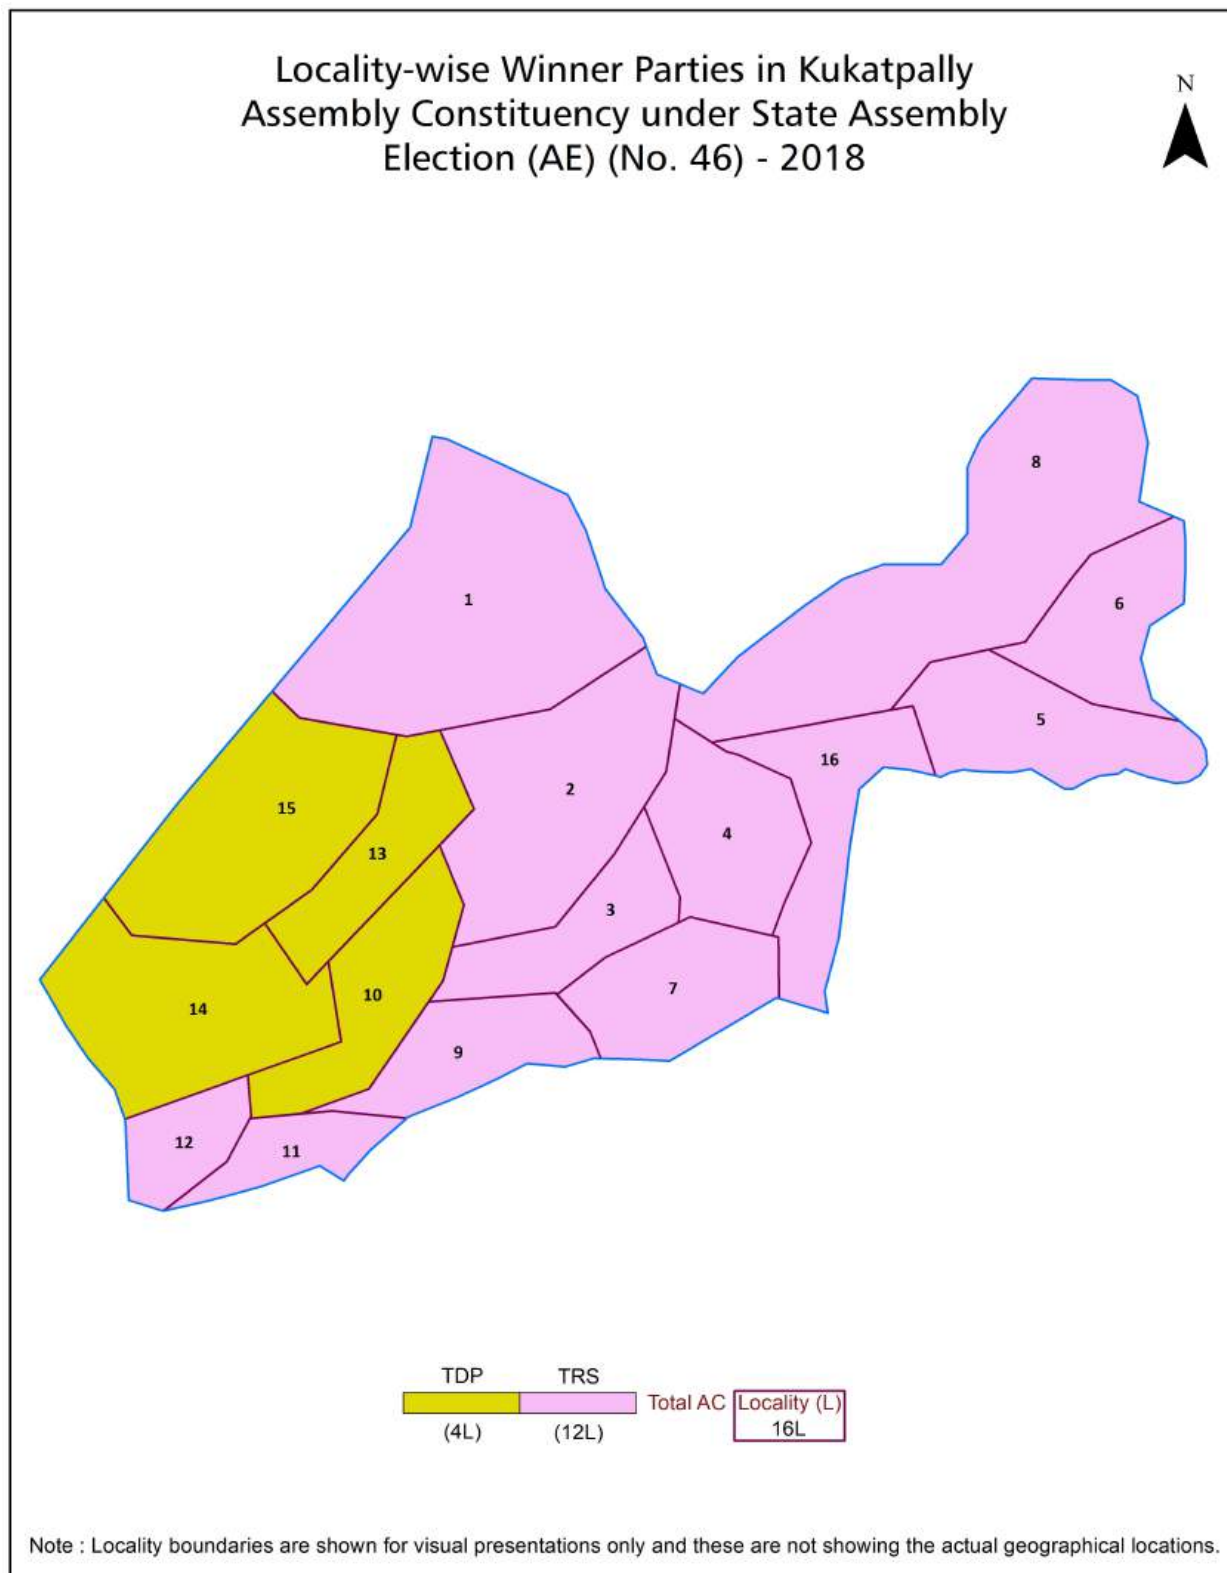 Locality-wise Winner Parties in Kukatpally
Assembly Constituency under State Assembly
Election (AE) (No. 46) - 2018
N
8
1
6
5
16
2
15
4
13
3
7
10
14
9
12
11
TDP TRS
Total AC Locality (L)
(4L) (12L) 16L
Note : Locality boundaries are shown for visual presentations only and these are not showing the actual geographical locations.